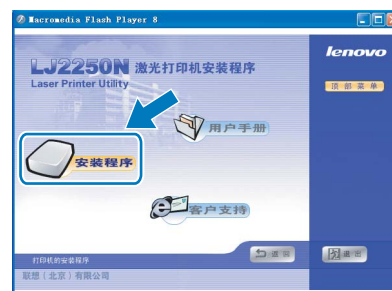 Macromedia Flash Player 8
lenovo
LJ2250N 激光打印机安装程序
Laser Printer Utility
顶部菜单
用户手册
安装程序
客户支持
打印机的安装程序
退回
退出
联想(北京)有限公司